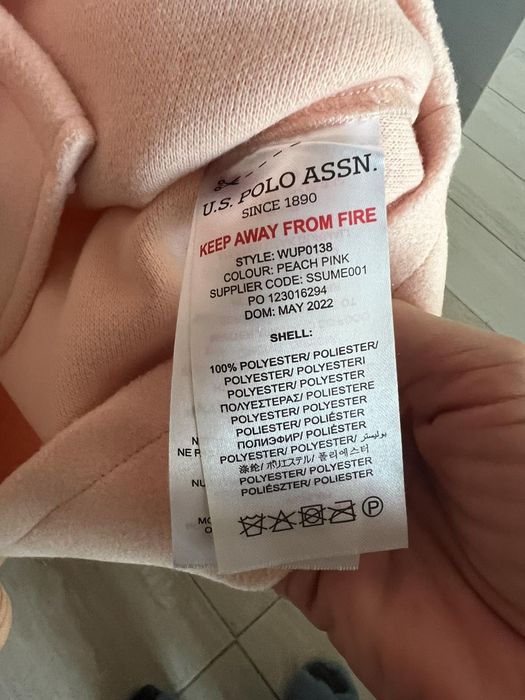 U.S. POLO ASSN.
SINCE 1890
KEEP AWAY FROM FIRE
STYLE: WUP0138
COLOUR: PEACH PINK
SUPPLIER CODE: SSUME001
PO 123016294
DOM: MAY 2022
SHELL:
100% POLYESTER/ POLIESTER/
POLYESTER/ POLYESTERI
POLYESTER/ POLYESTER/
ΠΟΛΥΕΣΤΕΡΑΣ/ POLIESTERE
POLYESTER/ POLYESTER/
POLIESTER/ POLIÉSTER/
ПОЛИЭФИР/ POLIÉSTER/
POLYESTER/ POLYESTER/ بوليستر/
涤纶/ ポリエステル/ 폴리에스터
POLYESTER/ POLYESTER/
POLIÉSZTER/ POLIESTER/
P